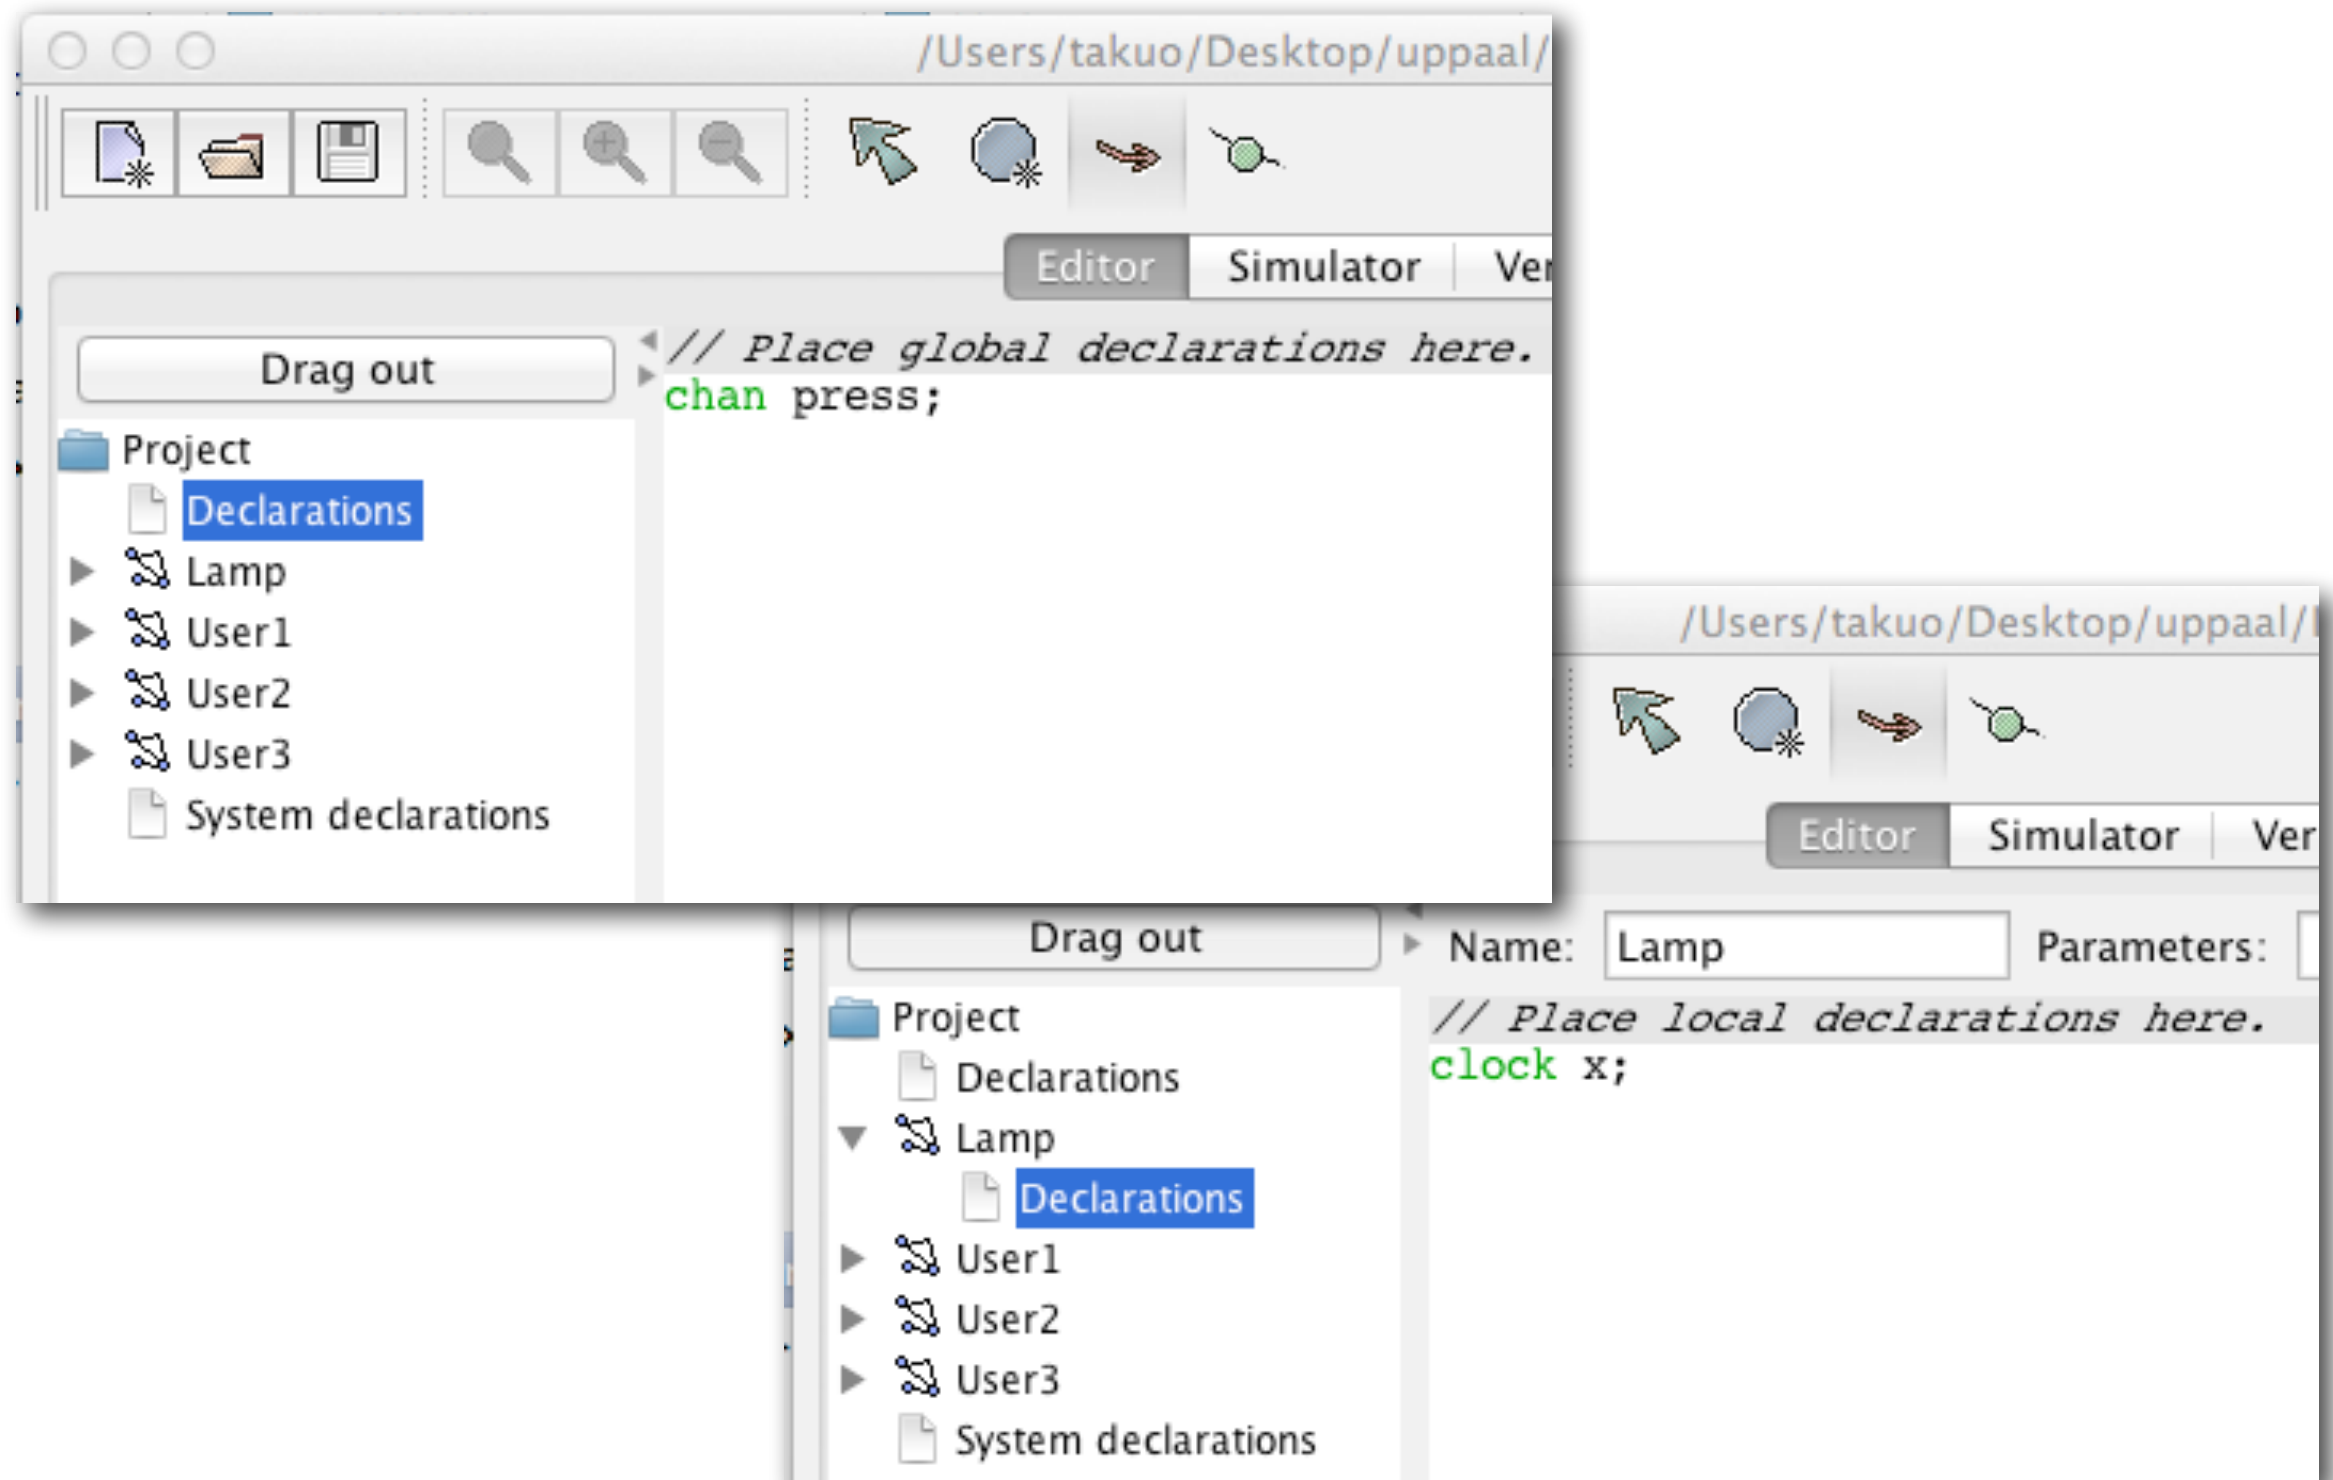 /Users/takuo/Desktop/uppaal/
Editor Simulator Ver
Drag out
// Place global declarations here.
chan press;
Project
Declarations
Lamp
User1
User2
User3
System declarations
/Users/takuo/Desktop/uppaal/
Editor Simulator Ver
Drag out
Name: Lamp Parameters:
// Place local declarations here.
clock x;
Project
Declarations
Lamp
Declarations
User1
User2
User3
System declarations